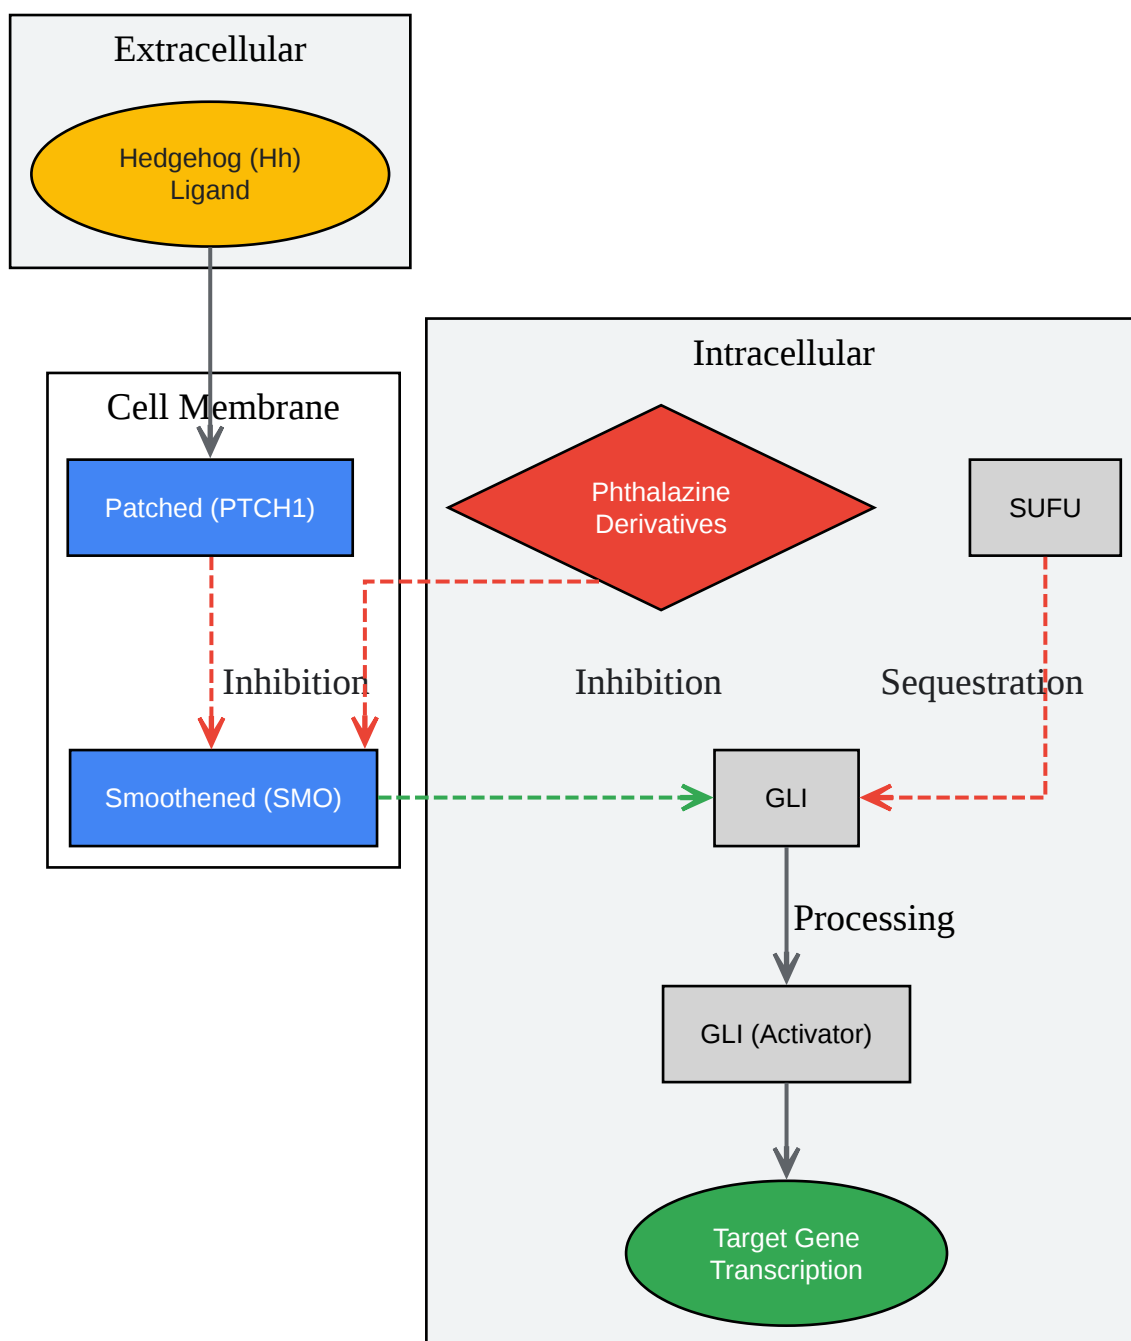 Extracellular
Hedgehog (Hh)
Ligand
Intracellular
Cell Membrane
Phthalazine
Derivatives
Patched (PTCH1)
SUFU
Inhibition
Inhibition
Sequestration
Smoothened (SMO)
GLI
Processing
GLI (Activator)
Target Gene
Transcription